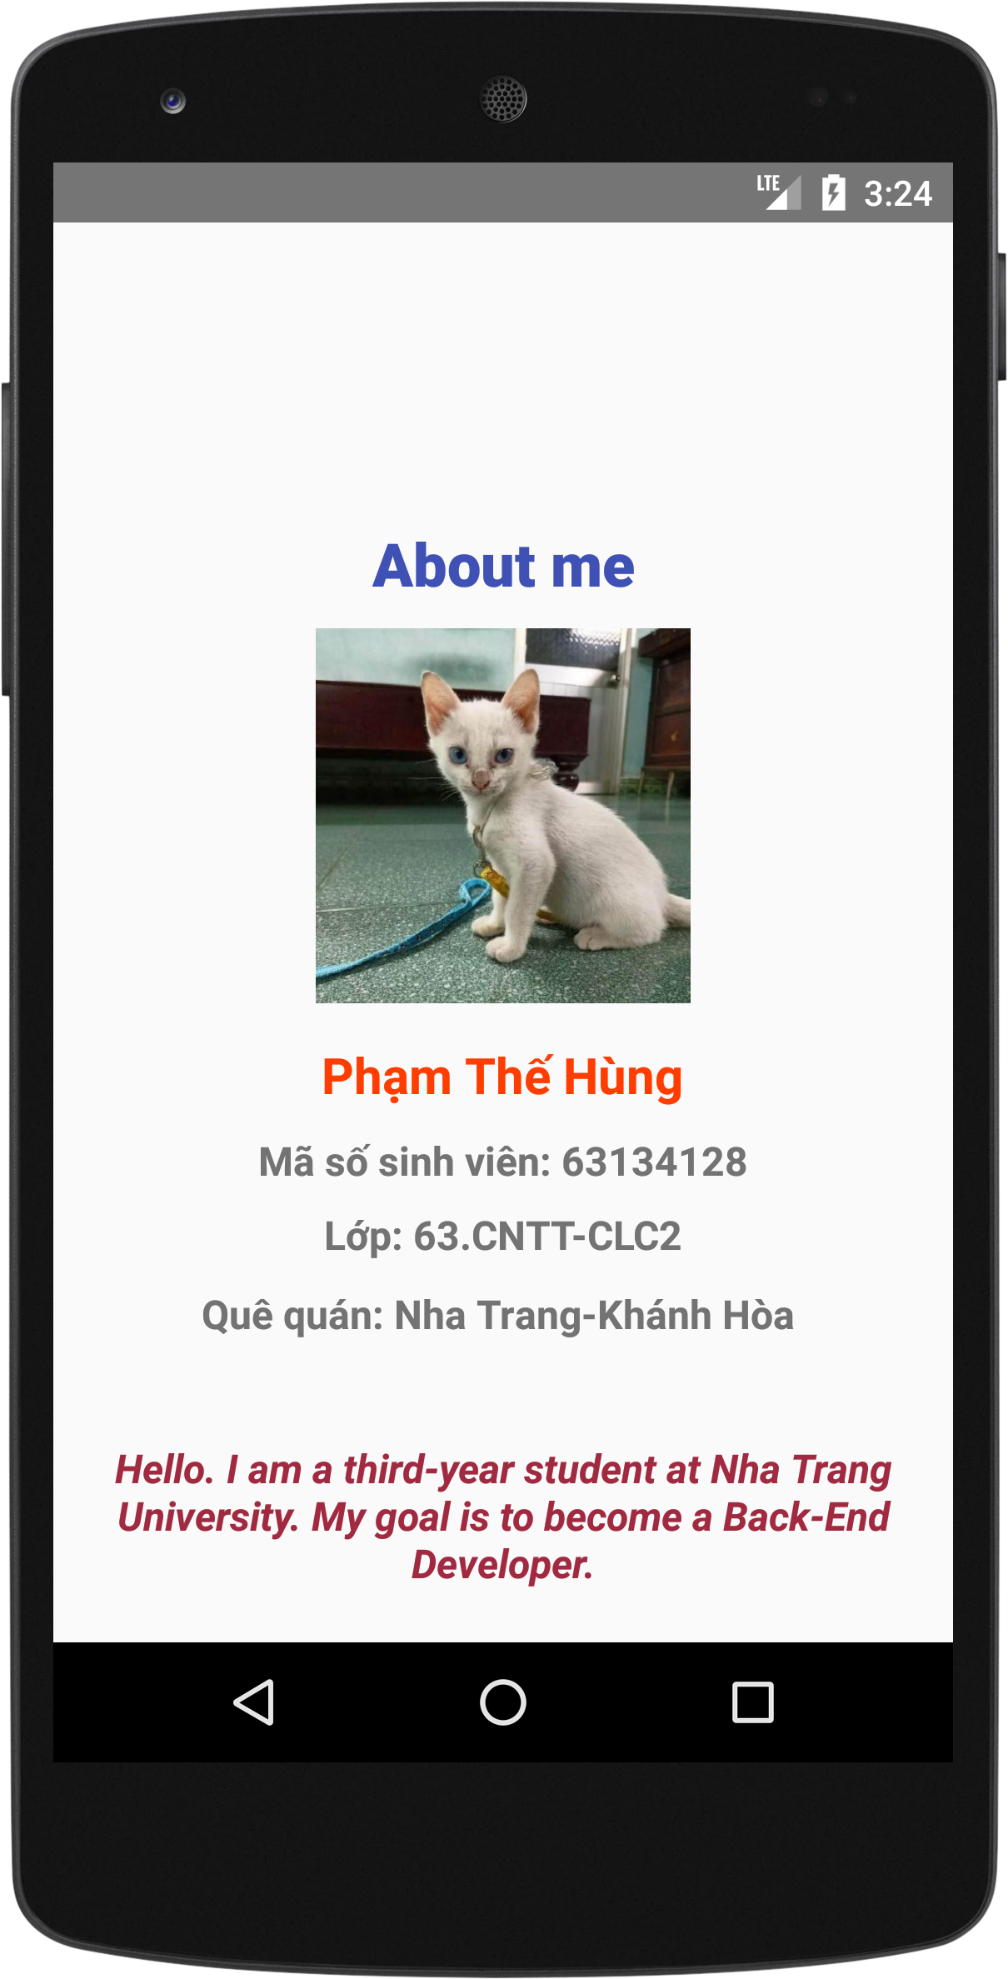 LTE 3:24
About me
Phạm Thế Hùng
Mã số sinh viên: 63134128
Lớp: 63.CNTT-CLC2
Quê quán: Nha Trang-Khánh Hòa
Hello. I am a third-year student at Nha Trang
University. My goal is to become a Back-End
Developer.